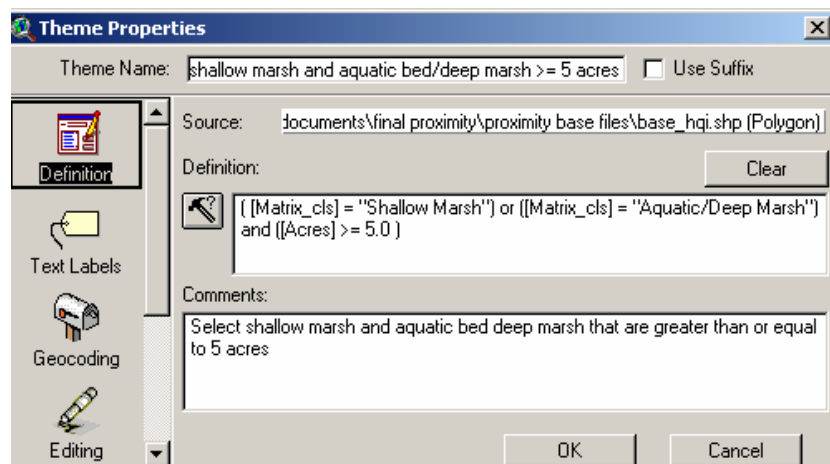 Theme Properties
Theme Name: shallow marsh and aquatic bed/deep marsh >= 5 acres Use Suffix
Definition
Text Labels
Geocoding
Editing
Source: documents\final proximity\proximity base files\base_hqi.shp (Polygon)
Definition: Clear
( [Matrix_cls] = "Shallow Marsh") or ([Matrix_cls] = "Aquatic/Deep Marsh")
and ([Acres] >= 5.0 )
Comments:
Select shallow marsh and aquatic bed deep marsh that are greater than or equal
to 5 acres
OK Cancel